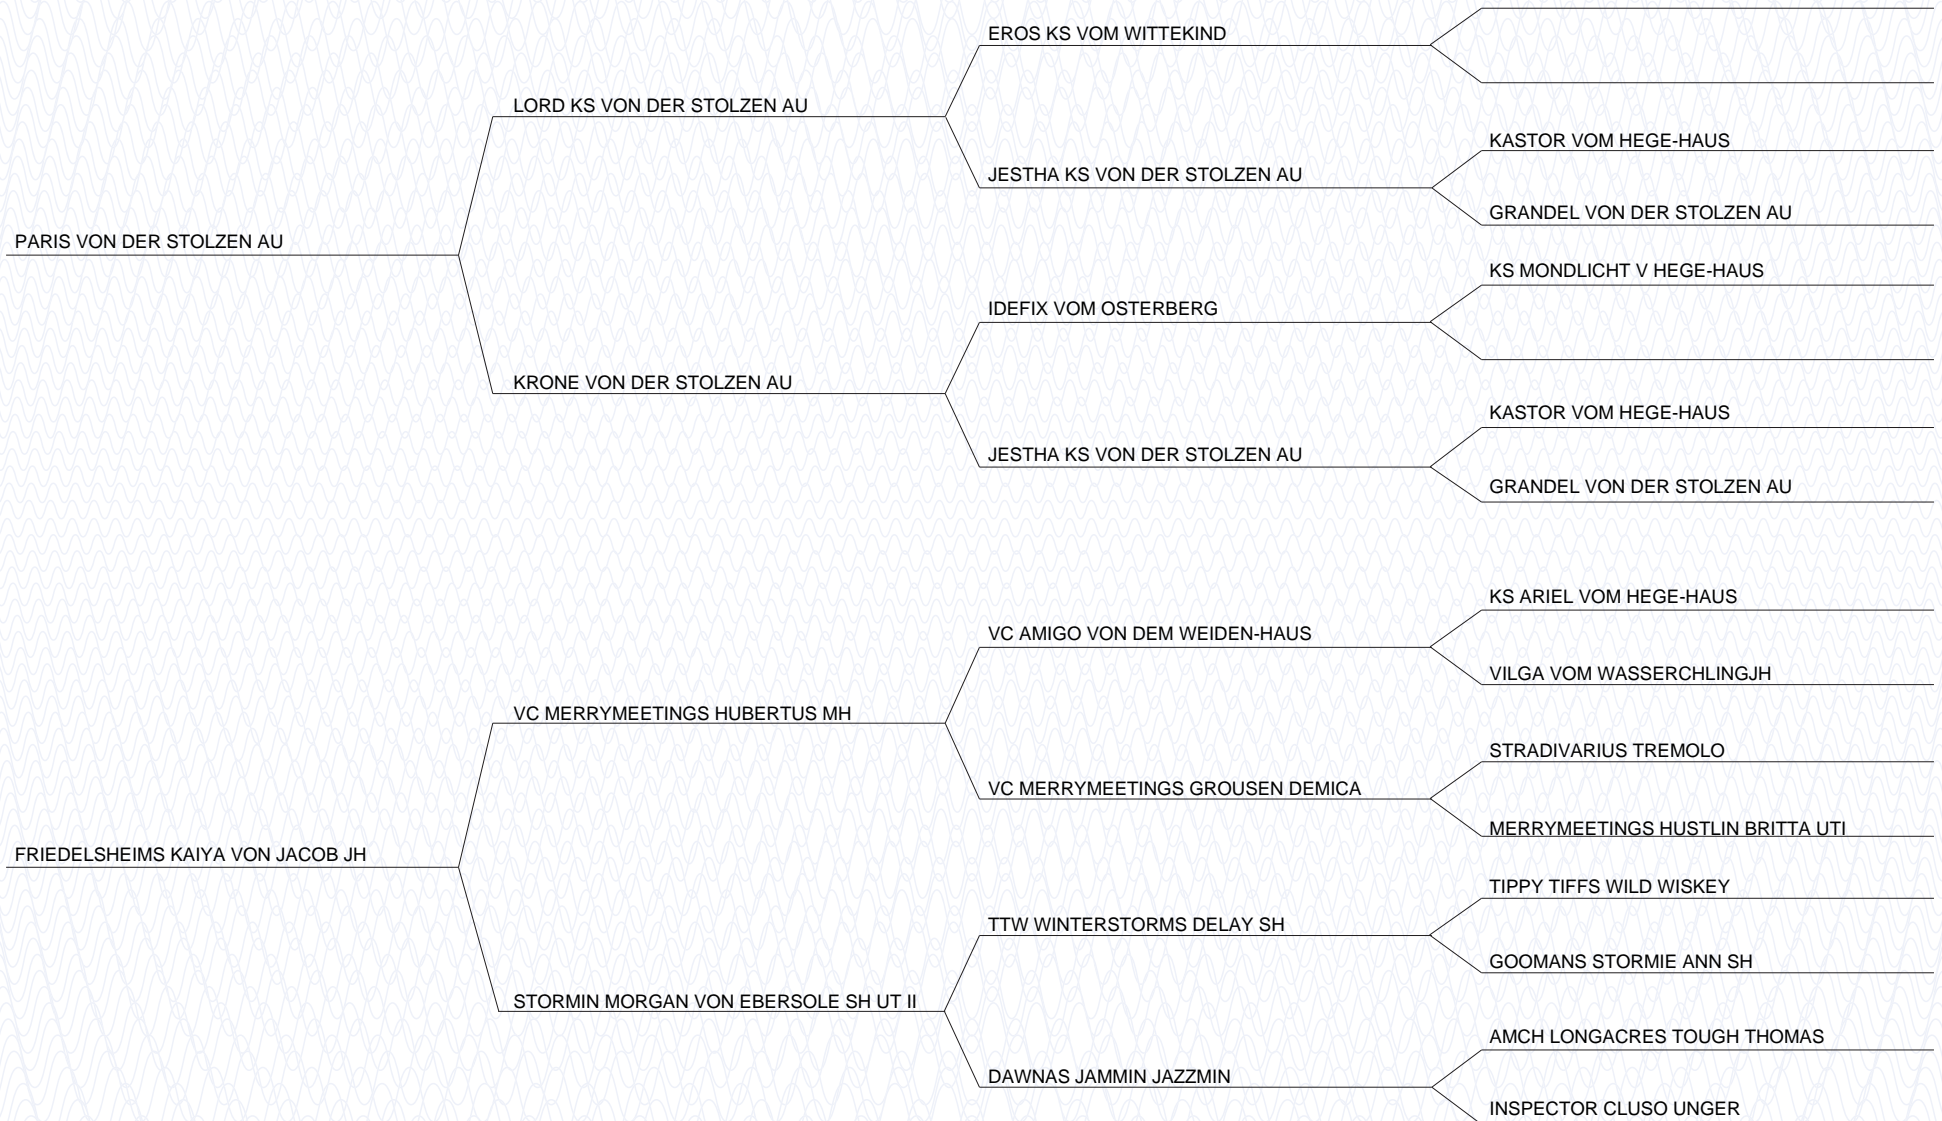 EROS KS VOM WITTEKIND
LORD KS VON DER STOLZEN AU
KASTOR VOM HEGE-HAUS
JESTHA KS VON DER STOLZEN AU
GRANDEL VON DER STOLZEN AU
PARIS VON DER STOLZEN AU
KS MONDLICHT V HEGE-HAUS
IDEFIX VOM OSTERBERG
KRONE VON DER STOLZEN AU
KASTOR VOM HEGE-HAUS
JESTHA KS VON DER STOLZEN AU
GRANDEL VON DER STOLZEN AU
KS ARIEL VOM HEGE-HAUS
VC AMIGO VON DEM WEIDEN-HAUS
VILGA VOM WASSERCHLINGJH
VC MERRYMEETINGS HUBERTUS MH
STRADIVARIUS TREMOLO
VC MERRYMEETINGS GROUSEN DEMICA
MERRYMEETINGS HUSTLIN BRITTA UTI
FRIEDELSHEIMS KAIYA VON JACOB JH
TIPPY TIFFS WILD WISKEY
TTW WINTERSTORMS DELAY SH
GOOMANS STORMIE ANN SH
STORMIN MORGAN VON EBERSOLE SH UT II
AMCH LONGACRES TOUGH THOMAS
DAWNAS JAMMIN JAZZMIN
INSPECTOR CLUSO UNGER